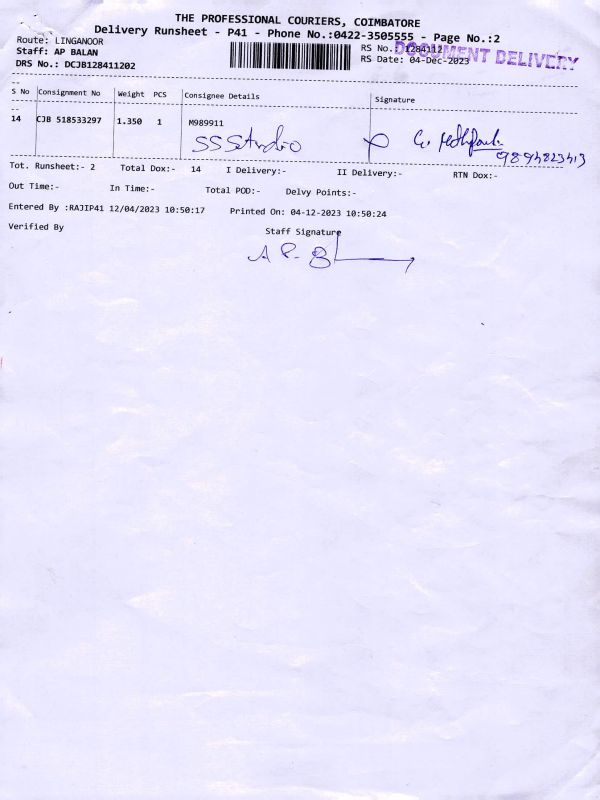 THE PROFESSIONAL COURIERS, COIMBATORE
Delivery Runsheet - P41 - Phone No.:0422-3505555 - Page No.:2
Route: LINGANOOR
RS No. 1284112
DOCUMENT DELIVERY
Staff: AP BALAN
RS Date: 04-Dec-2023
DRS No.: DCJB128411202
S No Consignment No Weight PCS Consignee Details Signature
14 CJB 518533297 1.350 1 M989911
SS Studio
Tot. Runsheet:- 2 Total Dox:- 14 I Delivery:- II Delivery:- RTN Dox:-
Out Time:- In Time:- Total POD:- Delvy Points:-
Entered By :RAJIP41 12/04/2023 10:50:17 Printed On: 04-12-2023 10:50:24
Verified By Staff Signature